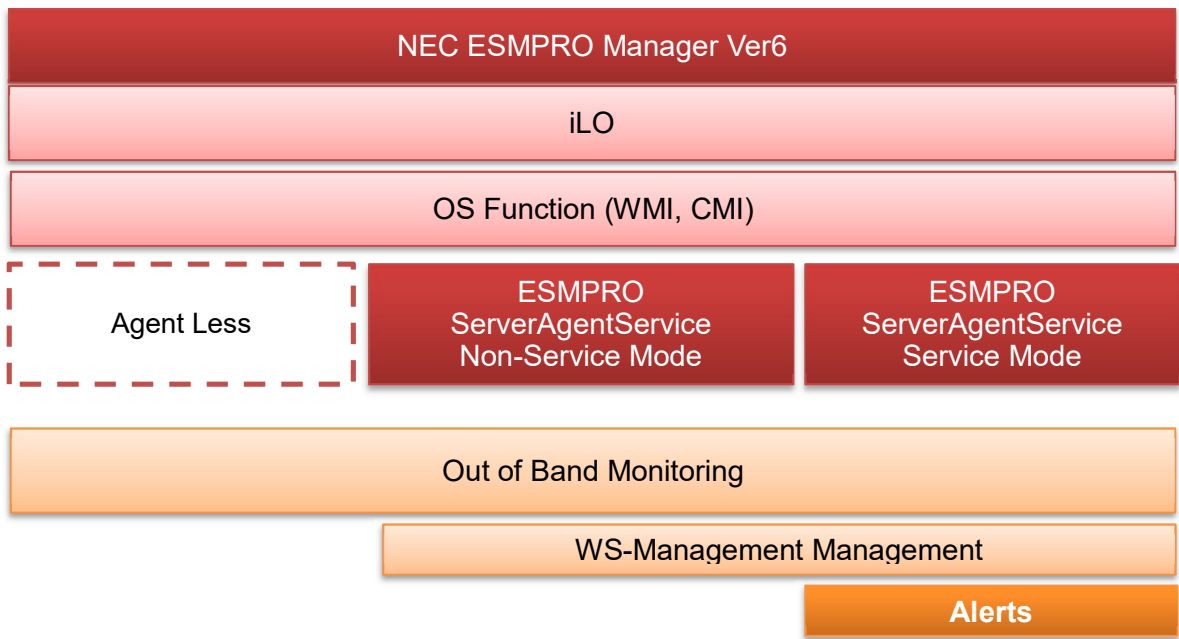 NEC ESMPRO Manager Ver6
iLO
OS Function (WMI, CMI)
Agent Less
ESMPRO
ServerAgentService
Non-Service Mode
ESMPRO
ServerAgentService
Service Mode
Out of Band Monitoring
WS-Management Management
Alerts